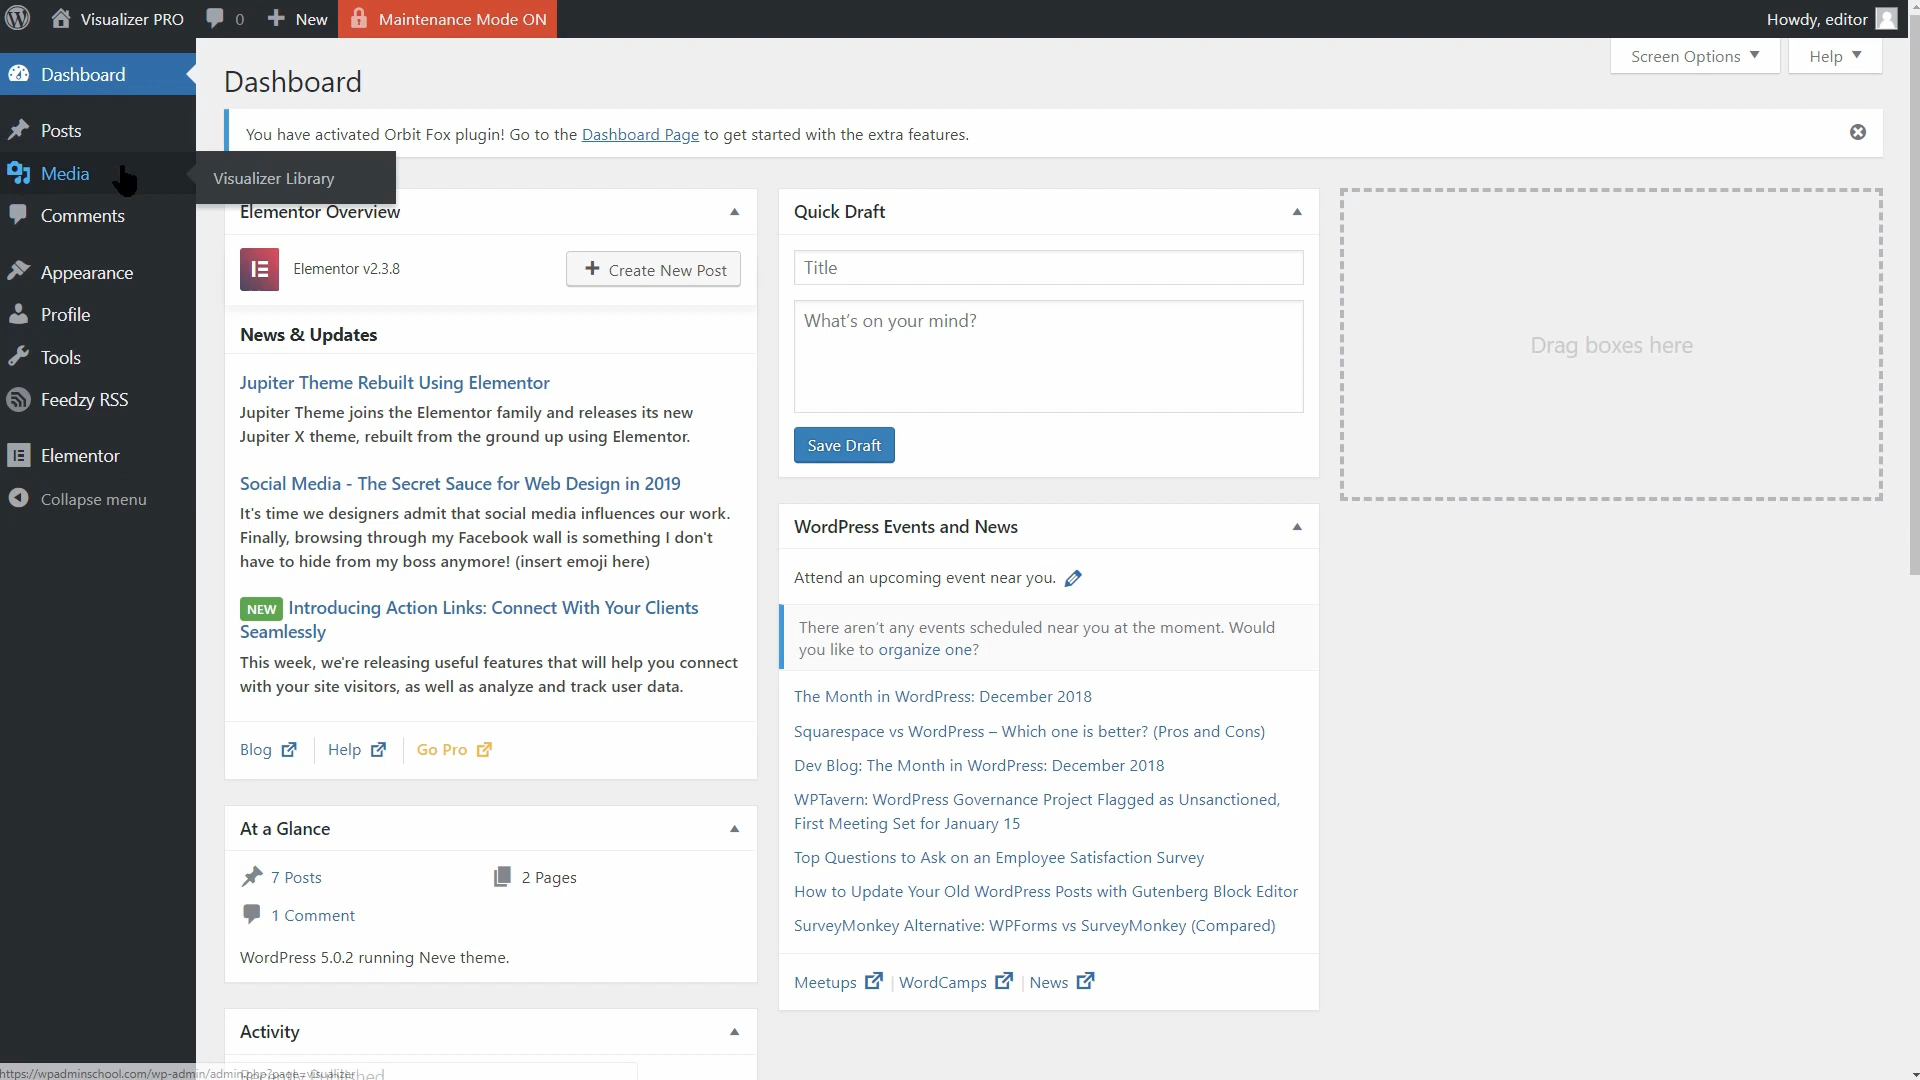 Visualizer PRO
0
New
Maintenance Mode ON
Howdy, editor
Screen Options
Help
Dashboard
Posts
Media
Visualizer Library
Comments
Appearance
Profile
Tools
Feedzy RSS
Elementor
Collapse menu
Dashboard
You have activated Orbit Fox plugin! Go to the Dashboard Page to get started with the extra features.
Elementor Overview
Elementor v2.3.8
Create New Post
News & Updates
Jupiter Theme Rebuilt Using Elementor
Jupiter Theme joins the Elementor family and releases its new
Jupiter X theme, rebuilt from the ground up using Elementor.
Social Media - The Secret Sauce for Web Design in 2019
It's time we designers admit that social media influences our work.
Finally, browsing through my Facebook wall is something I don't
have to hide from my boss anymore! (insert emoji here)
NEW Introducing Action Links: Connect With Your Clients
Seamlessly
This week, we're releasing useful features that will help you connect
with your site visitors, as well as analyze and track user data.
Blog
Help
Go Pro
At a Glance
7 Posts
2 Pages
1 Comment
WordPress 5.0.2 running Neve theme.
Activity
Quick Draft
Title
What's on your mind?
Save Draft
WordPress Events and News
Attend an upcoming event near you.
There aren't any events scheduled near you at the moment. Would
you like to organize one?
The Month in WordPress: December 2018
Squarespace vs WordPress – Which one is better? (Pros and Cons)
Dev Blog: The Month in WordPress: December 2018
WPTavern: WordPress Governance Project Flagged as Unsanctioned,
First Meeting Set for January 15
Top Questions to Ask on an Employee Satisfaction Survey
How to Update Your Old WordPress Posts with Gutenberg Block Editor
SurveyMonkey Alternative: WPForms vs SurveyMonkey (Compared)
Meetups | WordCamps | News
Drag boxes here
https://wpadminschool.com/wp-admin/admin.php?page=visualizer